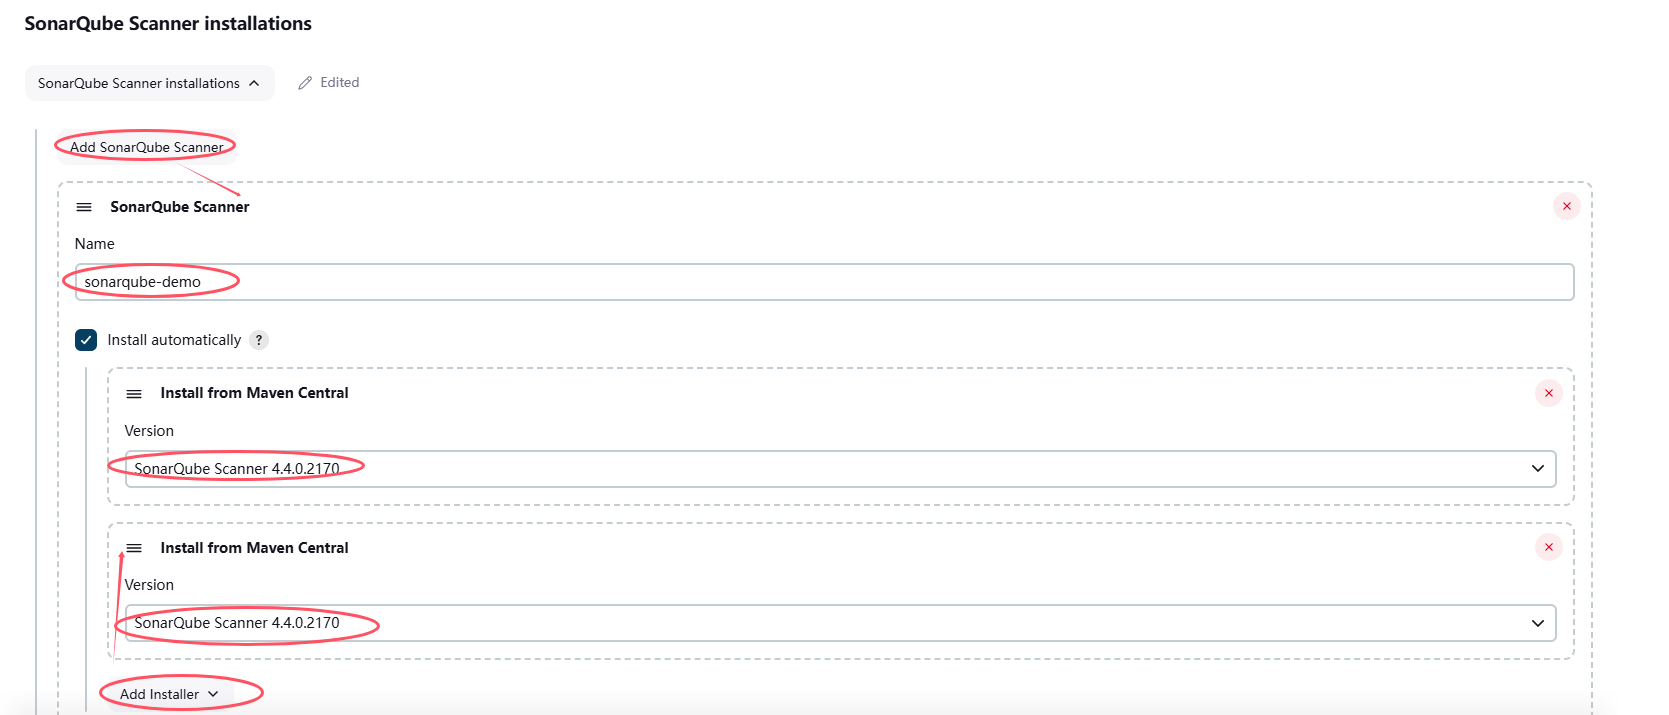 SonarQube Scanner installations
SonarQube Scanner installations
Edited
Add SonarQube Scanner
SonarQube Scanner
Name
sonarqube-demo
Install automatically ?
Install from Maven Central
Version
SonarQube Scanner 4.4.0.2170
Install from Maven Central
Version
SonarQube Scanner 4.4.0.2170
Add Installer